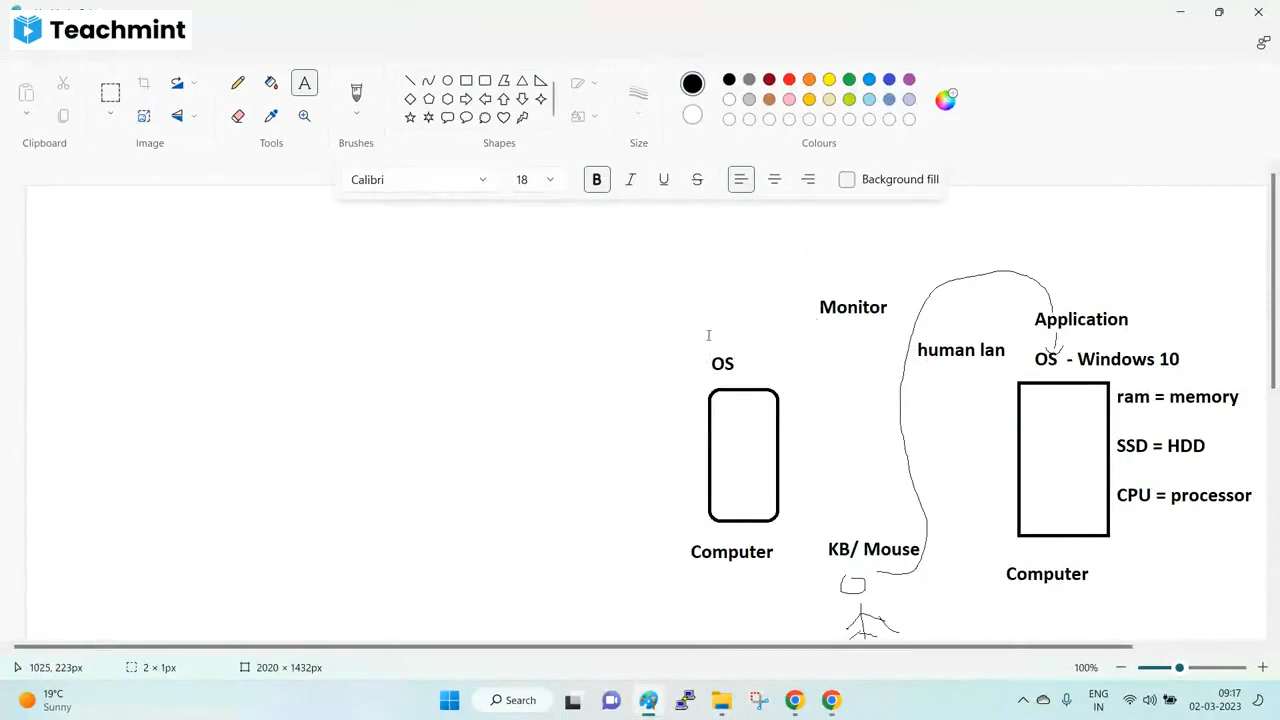 Teachmint
Clipboard
Image
Tools
Brushes
Shapes
Size
Colours
Calibri
18
B
I
U
S
Background fill
A
Monitor
Application
human lan
OS - Windows 10
OS
ram = memory
SSD = HDD
CPU = processor
KB/ Mouse
Computer
Computer
1025, 223px
2 × 1px
2020 × 1432px
100%
19°C
Sunny
Search
ENG
IN
09:17
02-03-2023